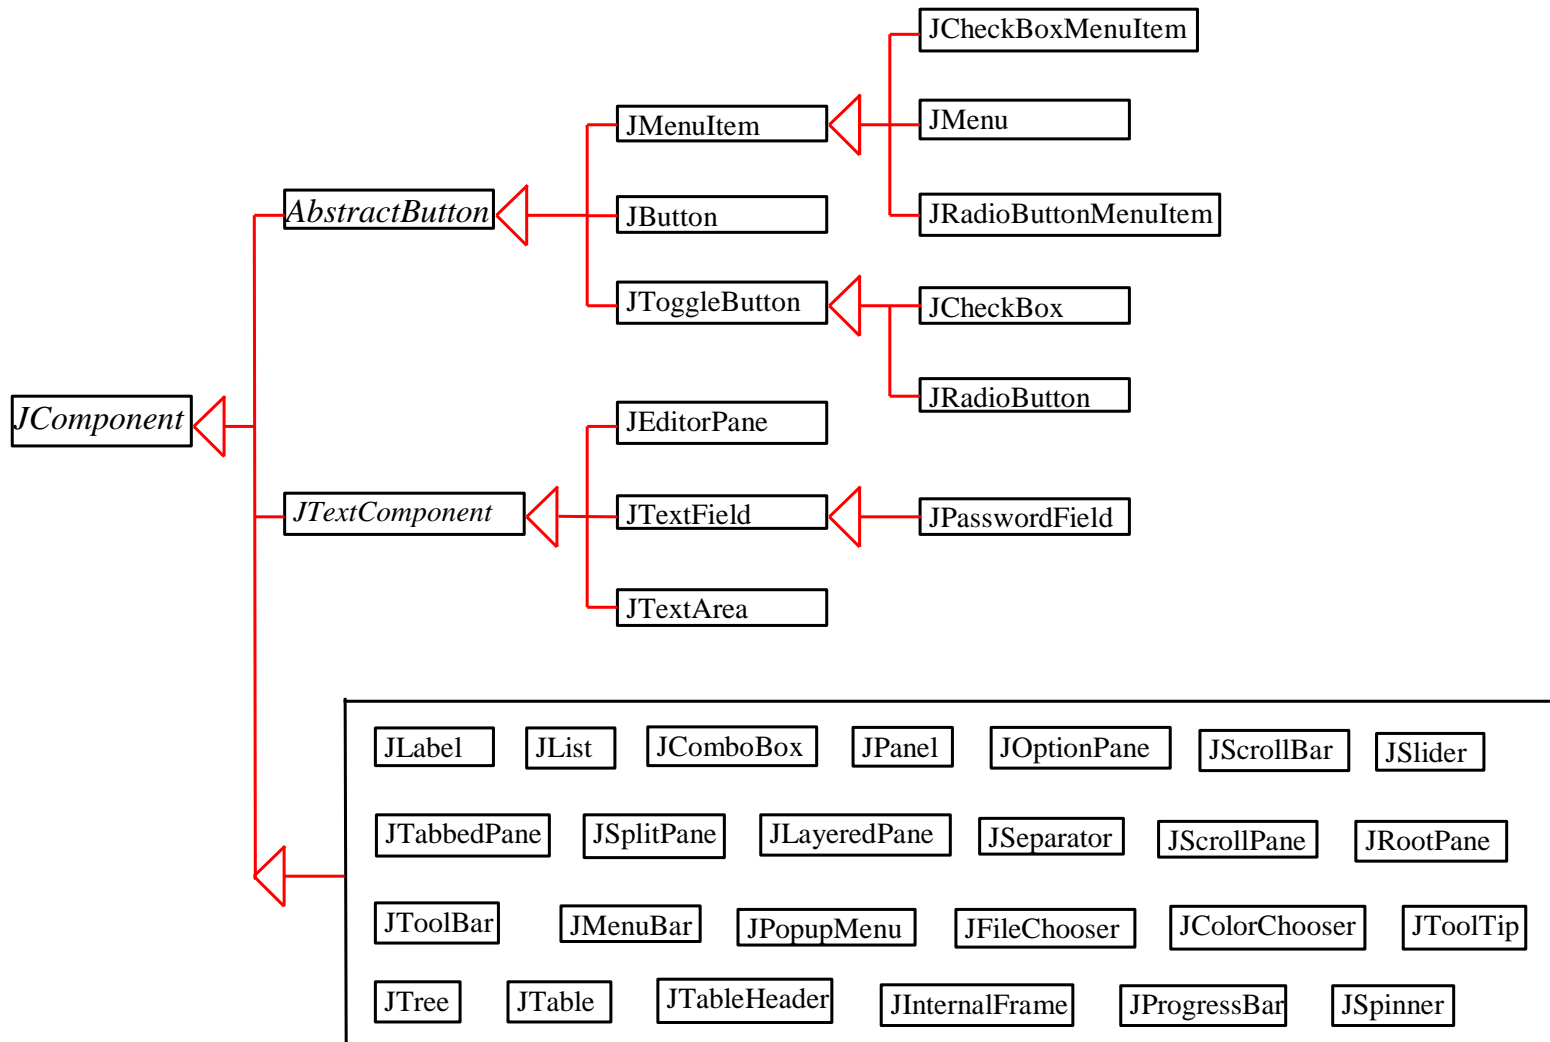 JCheckBoxMenuItem
JMenuItem
JMenu
AbstractButton
JButton
JRadioButtonMenuItem
JToggleButton
JCheckBox
JRadioButton
JComponent
JEditorPane
JTextComponent
JTextField
JPasswordField
JTextArea
JLabel JList JComboBox JPanel JOptionPane JScrollBar JSlider
JTabbedPane JSplitPane JLayeredPane JSeparator JScrollPane JRootPane
JToolBar JMenuBar JPopupMenu JFileChooser JColorChooser JToolTip
JTree JTable JTableHeader JInternalFrame JProgressBar JSpinner